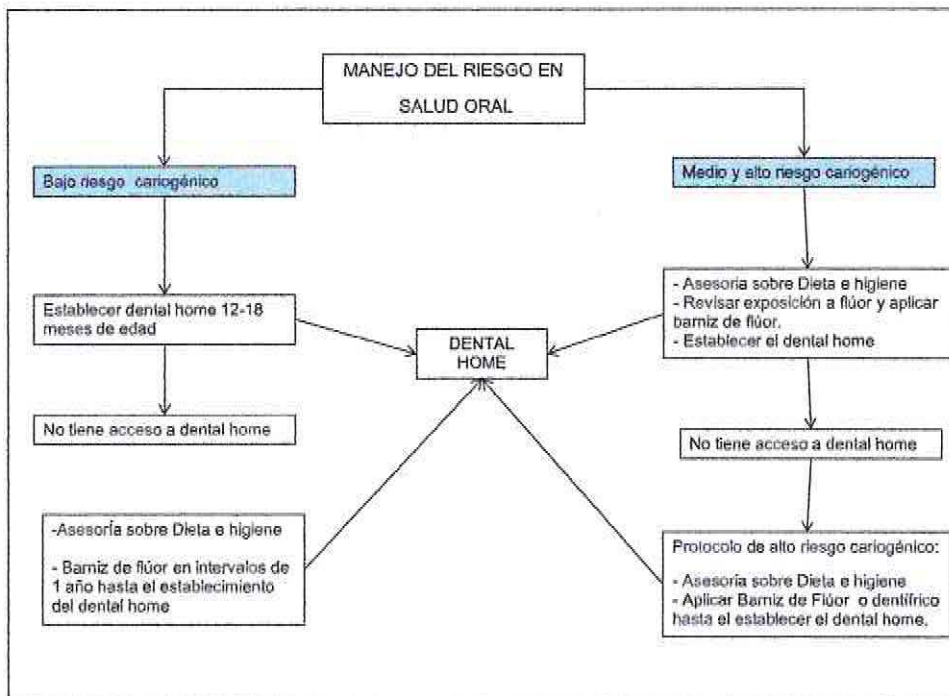 MANEJO DEL RIESGO EN
SALUD ORAL
Bajo riesgo cariogénico
Medio y alto riesgo cariogénico
Establecer dental home 12-18
meses de edad
- Asesoría sobre Dieta e higiene
- Revisar exposición a flúor y aplicar
barniz de flúor.
- Establecer el dental home
DENTAL
HOME
No tiene acceso a dental home
No tiene acceso a dental home
-Asesoría sobre Dieta e higiene
- Barniz de flúor en intervalos de
1 año hasta el establecimiento
del dental home
Protocolo de alto riesgo cariogénico:
- Asesoría sobre Dieta e higiene
- Aplicar Barniz de Flúor o dentífrico
hasta el establecer el dental home.